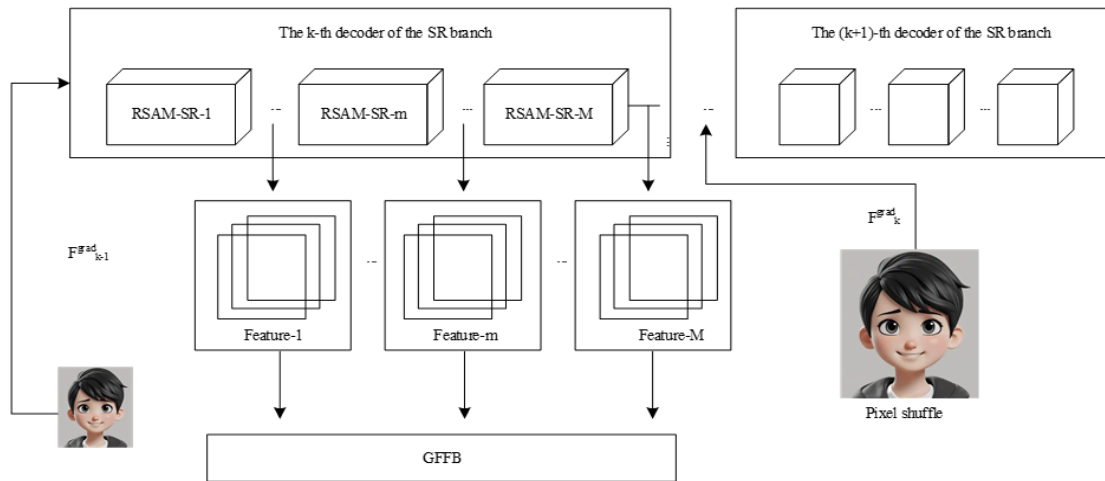 The k-th decoder of the SR branch
The (k+1)-th decoder of the SR branch
RSAM-SR-1
...
RSAM-SR-m
...
RSAM-SR-M
...
...
...
F^grad_k-1
F^grad_k
...
...
Feature-1
Feature-m
Feature-M
Pixel shuffle
GFFB